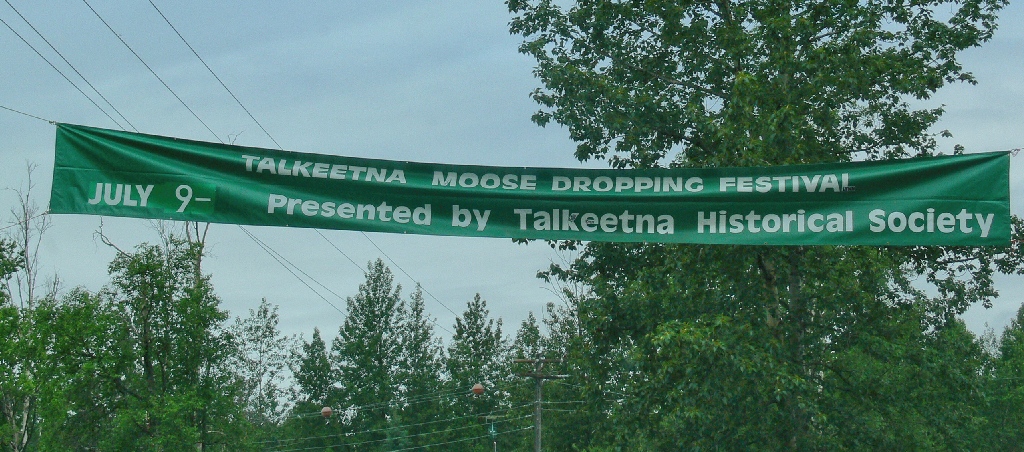 TALKEETNA MOOSE DROPPING FESTIVAL
JULY 9- Presented by Talkeetna Historical Society